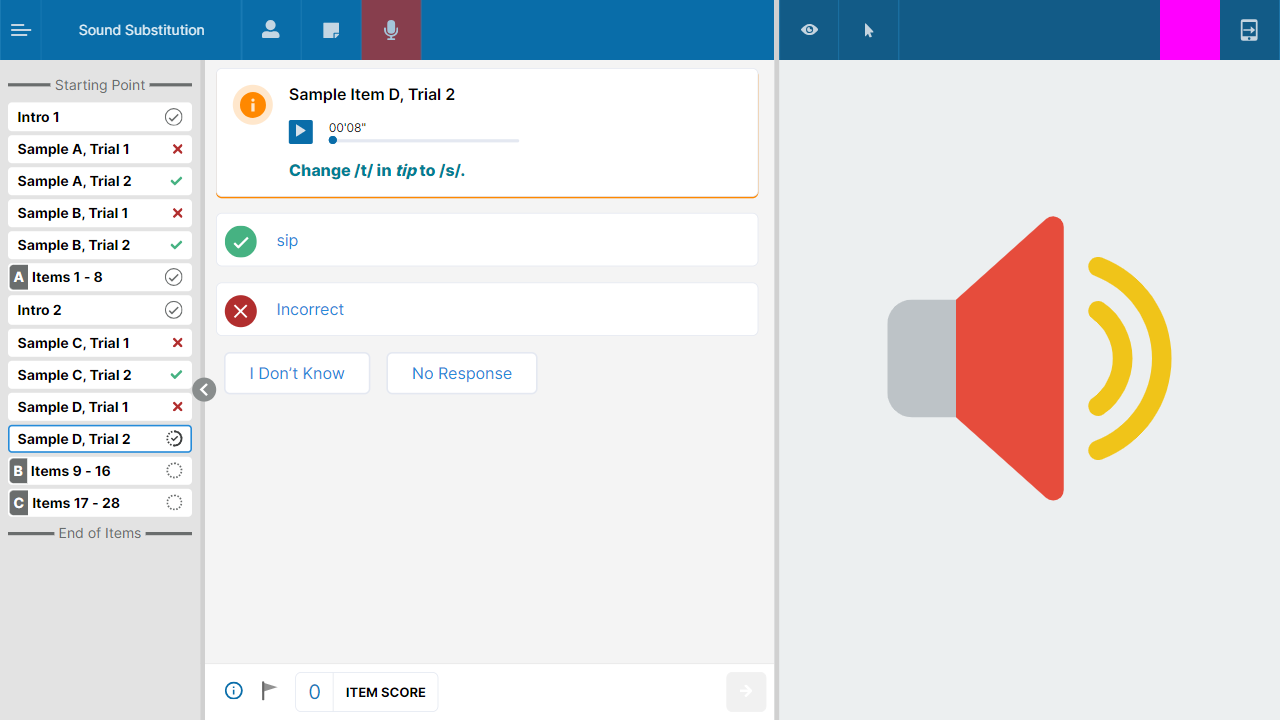 Sound Substitution
Starting Point
Intro 1
Sample A, Trial 1
Sample A, Trial 2
Sample B, Trial 1
Sample B, Trial 2
A Items 1 - 8
Intro 2
Sample C, Trial 1
Sample C, Trial 2
Sample D, Trial 1
Sample D, Trial 2
B Items 9 - 16
C Items 17 - 28
End of Items
Sample Item D, Trial 2
00'08"
Change /t/ in tip to /s/.
sip
Incorrect
I Don’t Know
No Response
0 ITEM SCORE